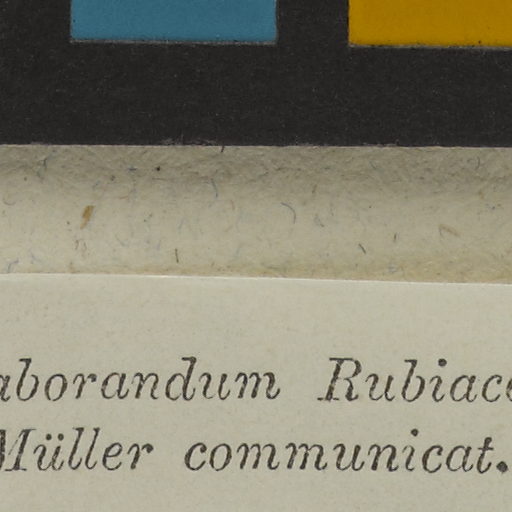 aborandum Rubiac
Müller communicat.